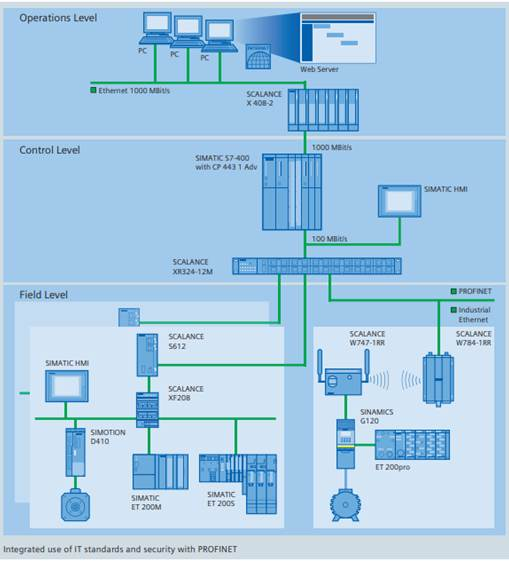 Operations Level
PC
PC
PC
INTERNET
Web Server
Ethernet 1000 MBit/s
SCALANCE
X 408-2
Control Level
1000 MBit/s
SIMATIC S7-400
with CP 443 1 Adv
SIMATIC HMI
100 MBit/s
SCALANCE
XR324-12M
Field Level
PROFINET
Industrial
Ethernet
SCALANCE
S612
SIMATIC HMI
SCALANCE
XF208
SIMOTION
D410
SIMATIC
ET 200M
SIMATIC
ET 200S
SCALANCE
W747-1RR
SCALANCE
W784-1RR
SINAMICS
G120
ET 200pro
Integrated use of IT standards and security with PROFINET